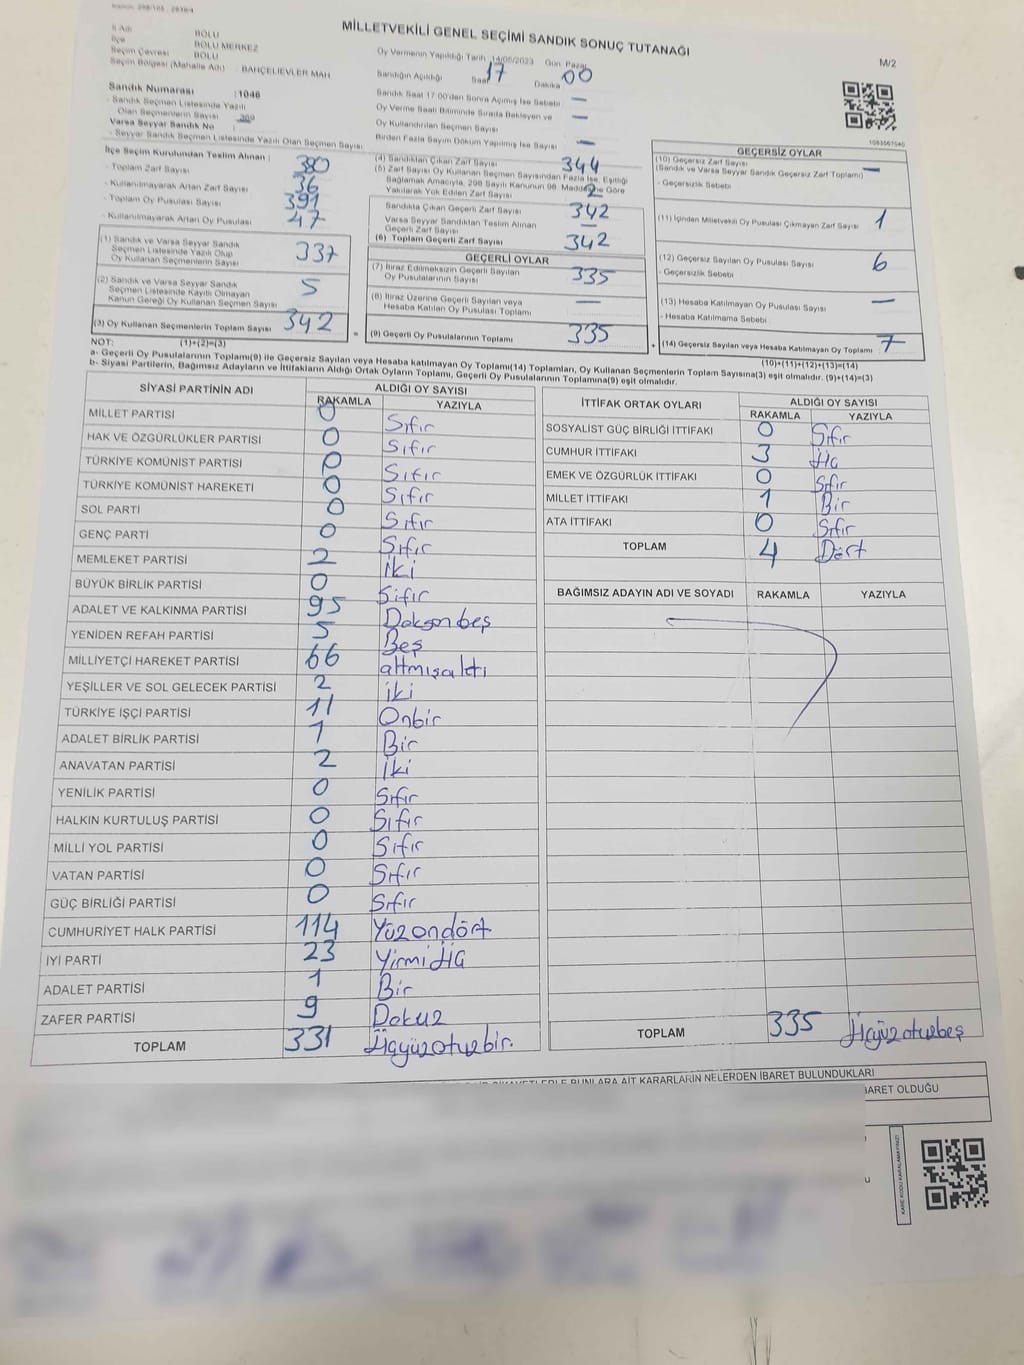 MİLLETVEKİLİ GENEL SEÇİMİ SANDIK SONUÇ TUTANAĞI
M/2
İl Adı BOLU
İlçe BOLU MERKEZ
Seçim Çevresi BOLU
Seçim Bölgesi (Mahalle Adı) : BAHÇELİEVLER MAH
Oy Vermenin Yapıldığı Tarih :14/05/2023 Gün Pazar
Sandığın Açıldığı Saat 17 Dakika 00
Sandık Numarası :1046
- Sandık Seçmen Listesinde Yazılı
Olan Seçmenlerin Sayısı
Varsa Seyyar Sandık No :
- Seyyar Sandık Seçmen Listesinde Yazılı Olan Seçmen Sayısı
Sandık Saat 17:00'den Sonra Açılmış İse Sebebi —
Oy Verme Saati Bitiminde Sırada Bekleyen ve —
Oy Kullandırılan Seçmen Sayısı
Birden Fazla Sayım Döküm Yapılmış İse Sayısı —
1083567040
İlçe Seçim Kurulundan Teslim Alınan :
- Toplam Zarf Sayısı 380
- Kullanılmayarak Artan Zarf Sayısı 36
- Toplam Oy Pusulası Sayısı 391
- Kullanılmayarak Artan Oy Pusulası 47
(1) Sandık ve Varsa Seyyar Sandık
Seçmen Listesinde Yazılı Olup
Oy Kullanan Seçmenlerin Sayısı 337
(2) Sandık ve Varsa Seyyar Sandık
Seçmen Listesinde Kayıtlı Olmayan
Kanun Gereği Oy Kullanan Seçmen Sayısı 5
(3) Oy Kullanan Seçmenlerin Toplam Sayısı 342
(4) Sandıktan Çıkan Zarf Sayısı 344
(5) Zarf Sayısı Oy Kullanan Seçmen Sayısından Fazla İse, Eşitliği
Sağlamak Amacıyla, 298 Sayılı Kanunun 98. Maddesine Göre
Yakılarak Yok Edilen Zarf Sayısı 2
Sandıkta Çıkan Geçerli Zarf Sayısı 342
Varsa Seyyar Sandıktan Teslim Alınan
Geçerli Zarf Sayısı —
(6) Toplam Geçerli Zarf Sayısı 342
GEÇERLİ OYLAR
(7) İtiraz Edilmeksizin Geçerli Sayılan
Oy Pusulalarının Sayısı 335
(8) İtiraz Üzerine Geçerli Sayılan veya
Hesaba Katılan Oy Pusulaları Toplamı —
= (9) Geçerli Oy Pusulalarının Toplamı 335
GEÇERSİZ OYLAR
(10) Geçersiz Zarf Sayısı —
(Sandık ve Varsa Seyyar Sandık Geçersiz Zarf Toplamı)
- Geçersizlik Sebebi
(11) İçinden Milletvekili Oy Pusulası Çıkmayan Zarf Sayısı 1
(12) Geçersiz Sayılan Oy Pusulası Sayısı 6
- Geçersizlik Sebebi
(13) Hesaba Katılmayan Oy Pusulası Sayısı —
- Hesaba Katılmama Sebebi
+ (14) Geçersiz Sayılan veya Hesaba Katılmayan Oy Toplamı 7
NOT: (1)+(2)=(3)
(10)+(11)+(12)+(13)=(14)
a- Geçerli Oy Pusulalarının Toplamı(9) ile Geçersiz Sayılan veya Hesaba katılmayan Oy Toplamı(14) Toplamları, Oy Kullanan Seçmenlerin Toplam Sayısına(3) eşit olmalıdır. (9)+(14)=(3)
b- Siyasi Partilerin, Bağımsız Adayların ve İttifakların Aldığı Ortak Oyların Toplamı, Geçerli Oy Pusulalarının Toplamına(9) eşit olmalıdır.
SİYASİ PARTİNİN ADI ALDIĞI OY SAYISI
RAKAMLA YAZIYLA
MİLLET PARTİSİ 0 Sıfır
HAK VE ÖZGÜRLÜKLER PARTİSİ 0 Sıfır
TÜRKİYE KOMÜNİST PARTİSİ 0 Sıfır
TÜRKİYE KOMÜNİST HAREKETİ 0 Sıfır
SOL PARTİ 0 Sıfır
GENÇ PARTİ 0 Sıfır
MEMLEKET PARTİSİ 2 İki
BÜYÜK BİRLİK PARTİSİ 0 Sıfır
ADALET VE KALKINMA PARTİSİ 95 Doksonbeş
YENİDEN REFAH PARTİSİ 5 Beş
MİLLİYETÇİ HAREKET PARTİSİ 66 altmışaltı
YEŞİLLER VE SOL GELECEK PARTİSİ 2 iki
TÜRKİYE İŞÇİ PARTİSİ 11 Onbir
ADALET BİRLİK PARTİSİ 1 Bir
ANAVATAN PARTİSİ 2 İki
YENİLİK PARTİSİ 0 Sıfır
HALKIN KURTULUŞ PARTİSİ 0 Sıfır
MİLLİ YOL PARTİSİ 0 Sıfır
VATAN PARTİSİ 0 Sıfır
GÜÇ BİRLİĞİ PARTİSİ 0 Sıfır
CUMHURİYET HALK PARTİSİ 114 Yüzondört
İYİ PARTİ 23 Yirmi üç
ADALET PARTİSİ 1 Bir
ZAFER PARTİSİ 9 Dokuz
TOPLAM 331 Üçyüzotuzbir.
İTTİFAK ORTAK OYLARI ALDIĞI OY SAYISI
RAKAMLA YAZIYLA
SOSYALİST GÜÇ BİRLİĞİ İTTİFAKI 0 Sıfır
CUMHUR İTTİFAKI 3 Üç
EMEK VE ÖZGÜRLÜK İTTİFAKI 0 Sıfır
MİLLET İTTİFAKI 1 Bir
ATA İTTİFAKI 0 Sıfır
TOPLAM 4 Dört
BAĞIMSIZ ADAYIN ADI VE SOYADI RAKAMLA YAZIYLA
TOPLAM 335 Üçyüzotuzbeş
BUNLARA AİT KARARLARIN NELERDEN İBARET BULUNDUKLARI
BARET OLDUĞU